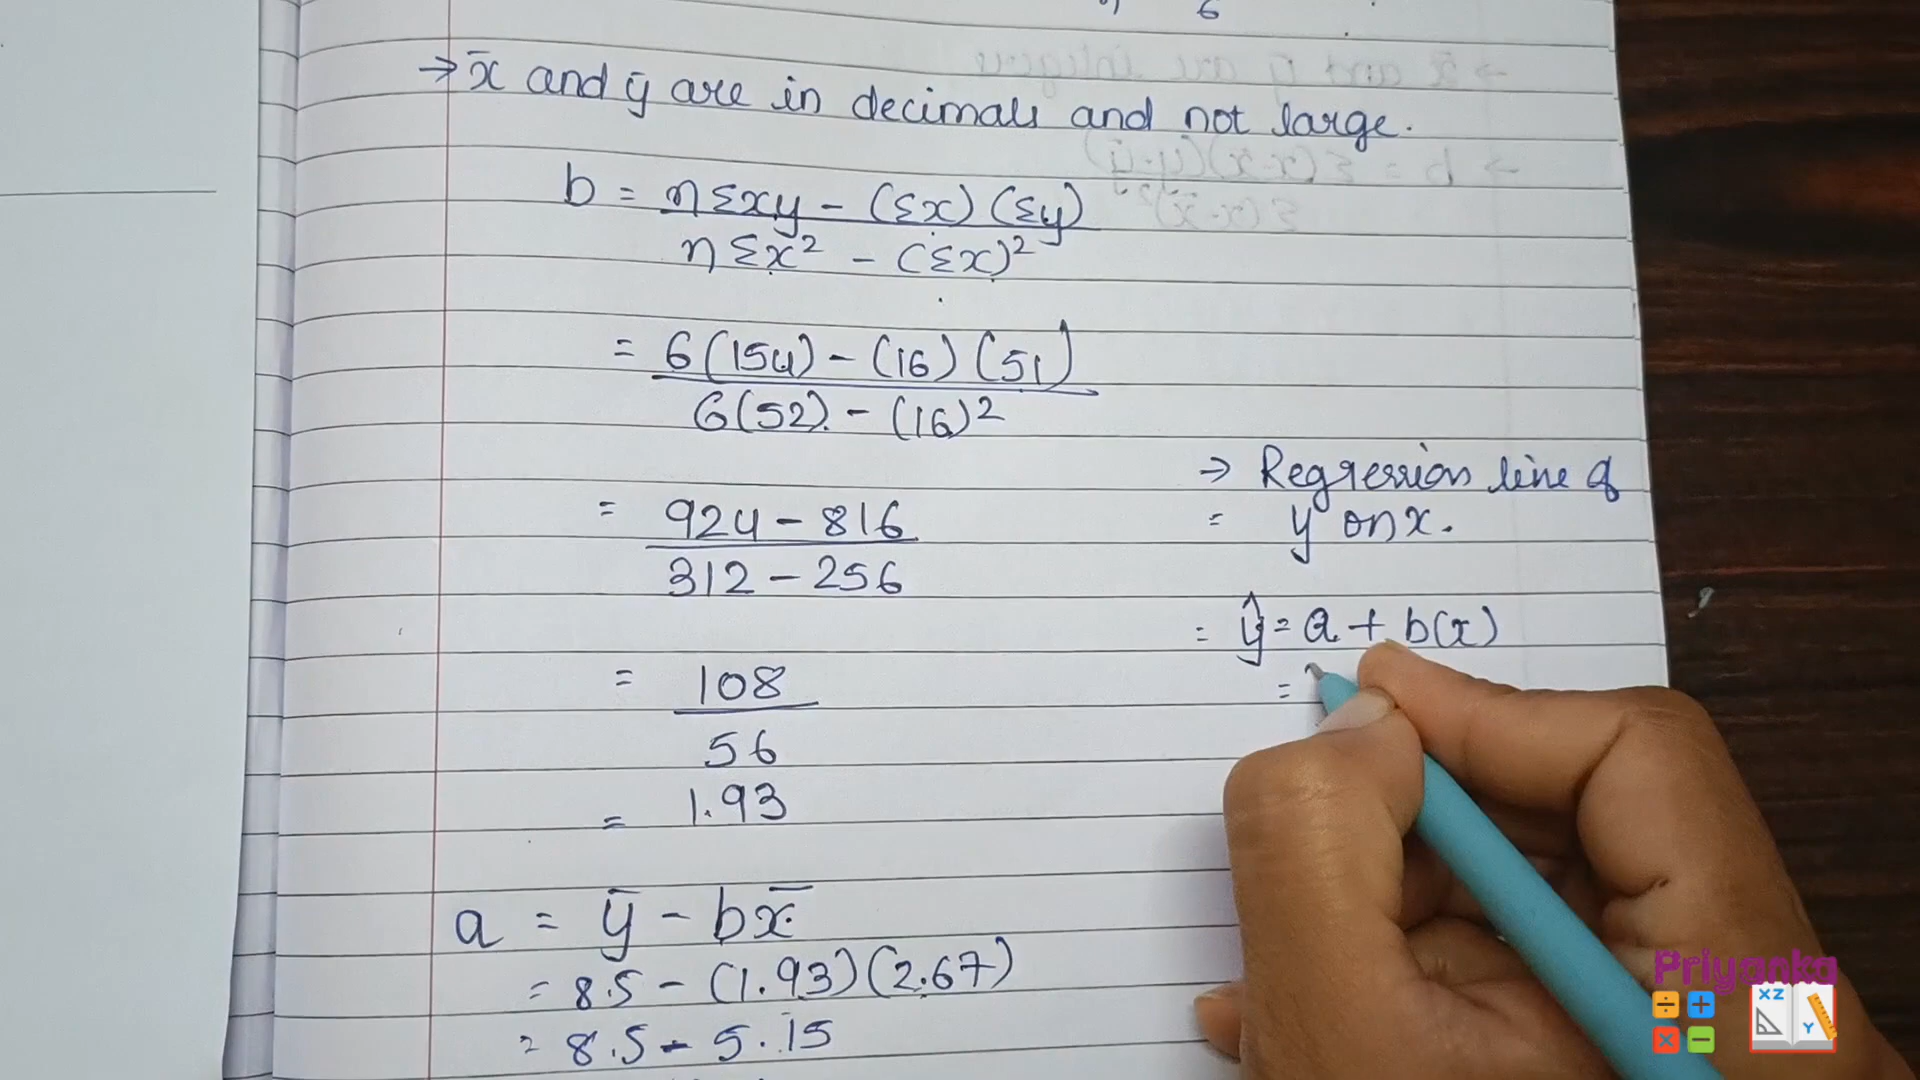 6
→ x̄ and ȳ are in decimals and not large.
b = nΣxy - (Σx) (Σy)
nΣx² - (Σx)²
= 6(154) - (16) (51)
6(52) - (16)²
= 924 - 816
312 - 256
= 108
56
= 1.93
a = ȳ - bx̄
= 8.5 - (1.93)(2.67)
= 8.5 - 5.15
→ Regression line of
= y on x.
= ŷ = a + b(x)
=
Priyanka
XZ
Y